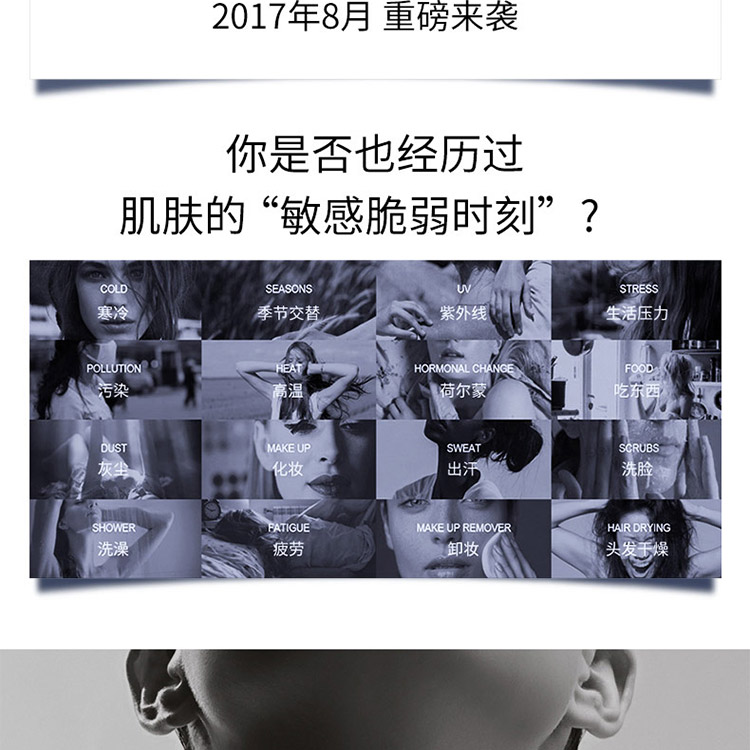 2017年8月 重磅来袭
你是否也经历过
肌肤的“敏感脆弱时刻”?
COLD
寒冷
SEASONS
季节交替
UV
紫外线
STRESS
生活压力
POLLUTION
污染
HEAT
高温
HORMONAL CHANGE
荷尔蒙
FOOD
吃东西
DUST
灰尘
MAKE UP
化妆
SWEAT
出汗
SCRUBS
洗脸
SHOWER
洗澡
FATIGUE
疲劳
MAKE UP REMOVER
卸妆
HAIR DRYING
头发干燥